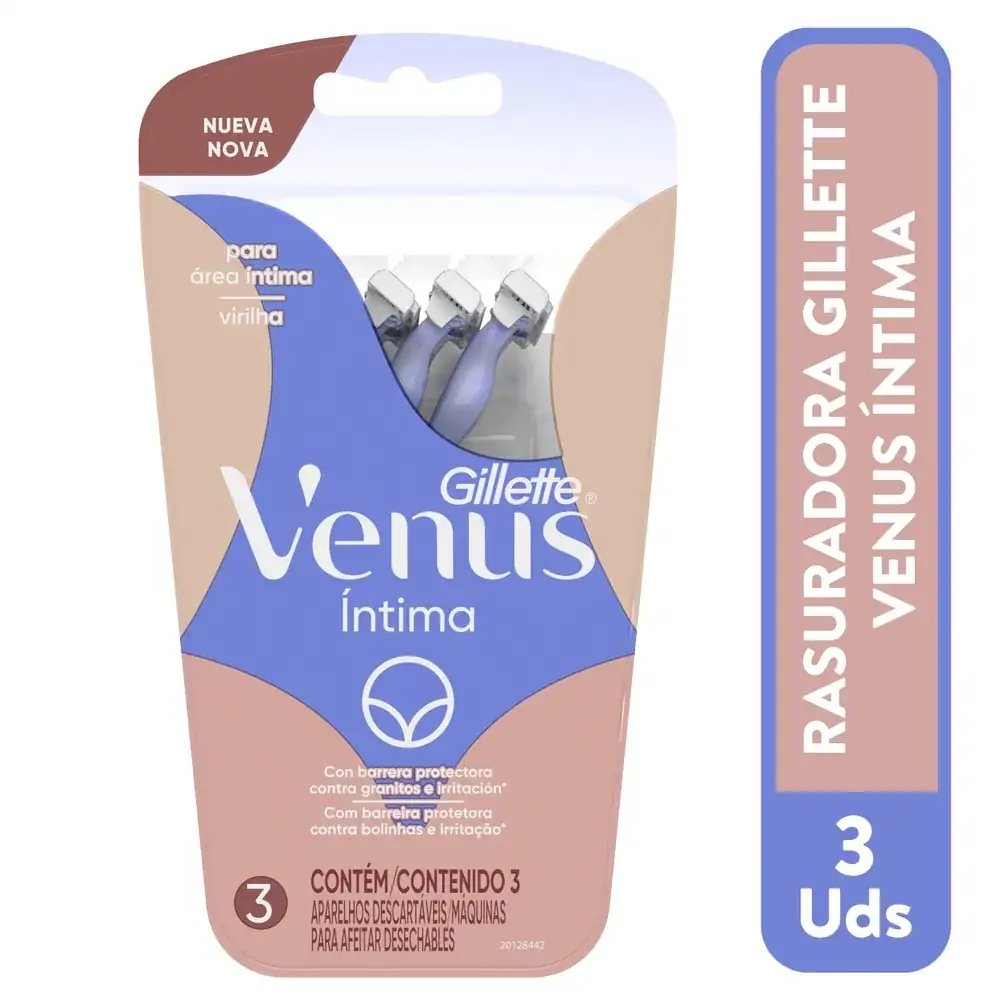 NUEVA
NOVA
para
área íntima
virilha
Gillette®
Venus
Íntima
Con barrera protectora
contra granitos e irritación*
Com barreira protetora
contra bolinhas e irritação*
3
CONTÉM/CONTENIDO 3
APARELHOS DESCARTÁVEIS/MÁQUINAS
PARA AFEITAR DESECHABLES
20128442
RASURADORA GILLETTE
VENUS ÍNTIMA
3
Uds